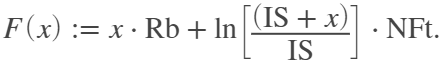 F(x) := x · Rb + ln[(IS + x)/IS] · NFt.